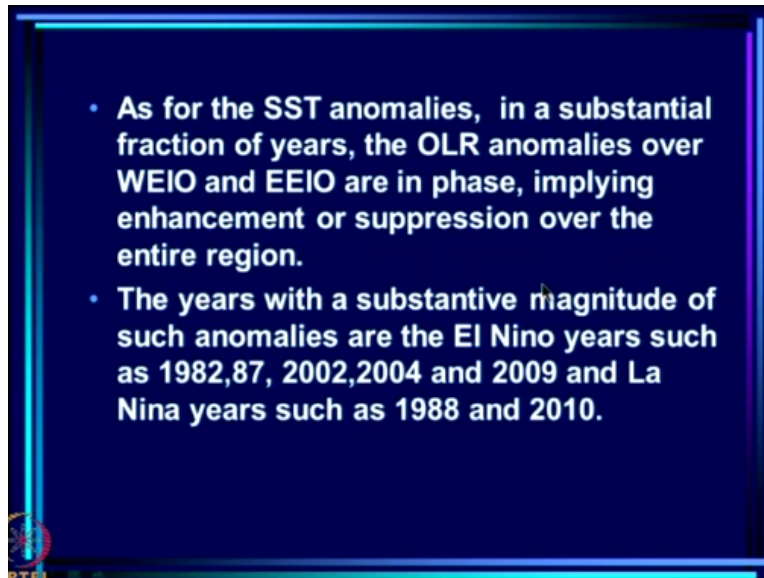 • As for the SST anomalies, in a substantial
fraction of years, the OLR anomalies over
WEIO and EEIO are in phase, implying
enhancement or suppression over the
entire region.
• The years with a substantive magnitude of
such anomalies are the El Nino years such
as 1982,87, 2002,2004 and 2009 and La
Nina years such as 1988 and 2010.